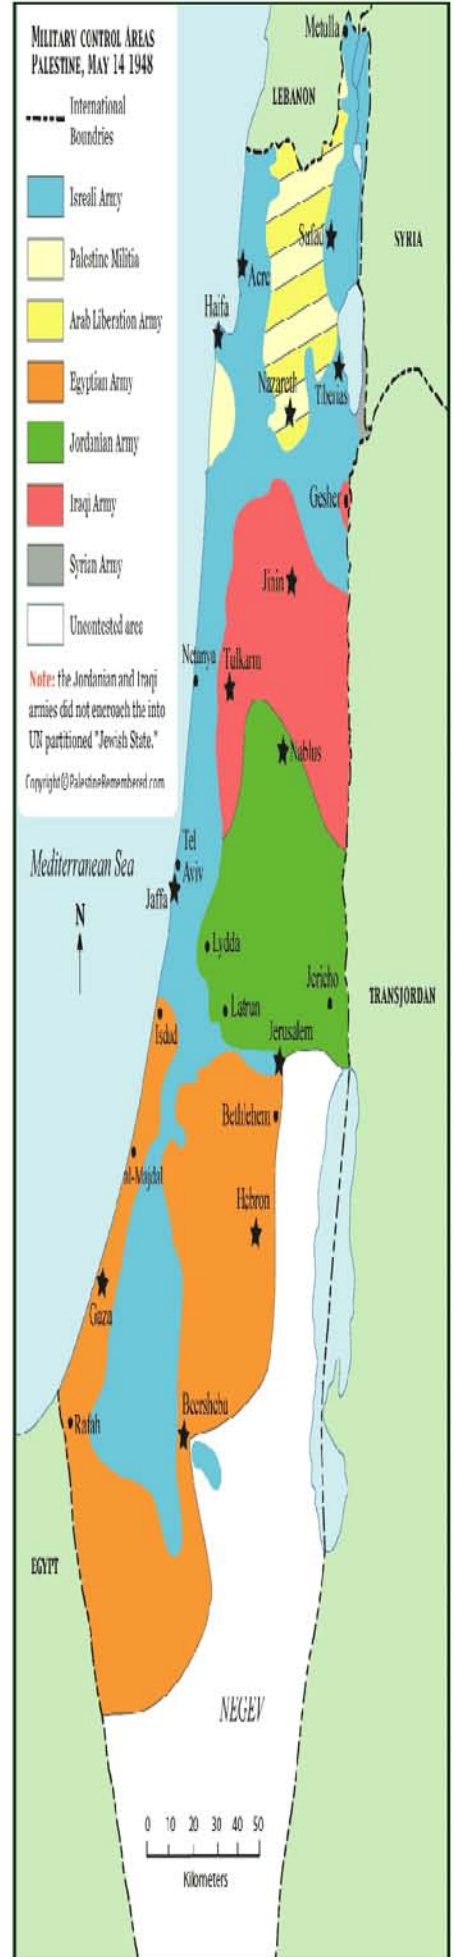 MILITARY CONTROL AREAS
PALESTINE, MAY 14 1948
International
Boundries
Isreali Army
Palestine Militia
Arab Liberation Army
Egyptian Army
Jordanian Army
Iraqi Army
Syrian Army
Uncontested area
Note: the Jordanian and Iraqi
armies did not encroach the into
UN partitioned "Jewish State."
Copyright©PalestineRemembered.com
Metulla
LEBANON
Safad
SYRIA
Acre
Haifa
Nazareth
Tiberias
Gesher
Jinin
Netanya
Tulkarm
Nablus
Tel
Aviv
Mediterranean Sea
Jaffa
N
Lydda
Jericho
TRANSJORDAN
Latrun
Isdud
Jerusalem
Bethlehem
al-Majdal
Hebron
Gaza
Beersheba
Rafah
EGYPT
NEGEV
0 10 20 30 40 50
Kilometers